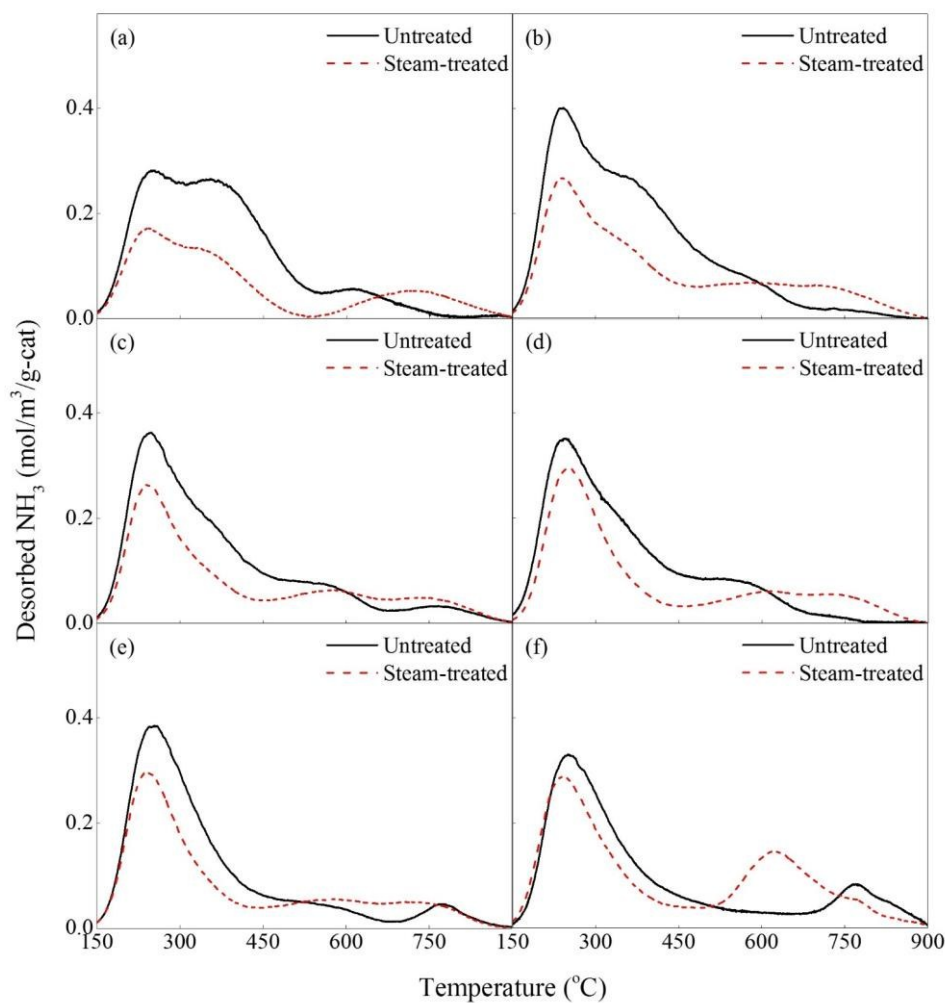 (a)
Untreated
Steam-treated
(b)
Untreated
Steam-treated
0.4
0.2
0.0
(c)
Untreated
Steam-treated
(d)
Untreated
Steam-treated
0.4
0.2
0.0
(e)
Untreated
Steam-treated
(f)
Untreated
Steam-treated
0.4
0.2
0.0
150 300 450 600 750 150 300 450 600 750 900
Desorbed NH₃ (mol/m³/g-cat)
Temperature (°C)